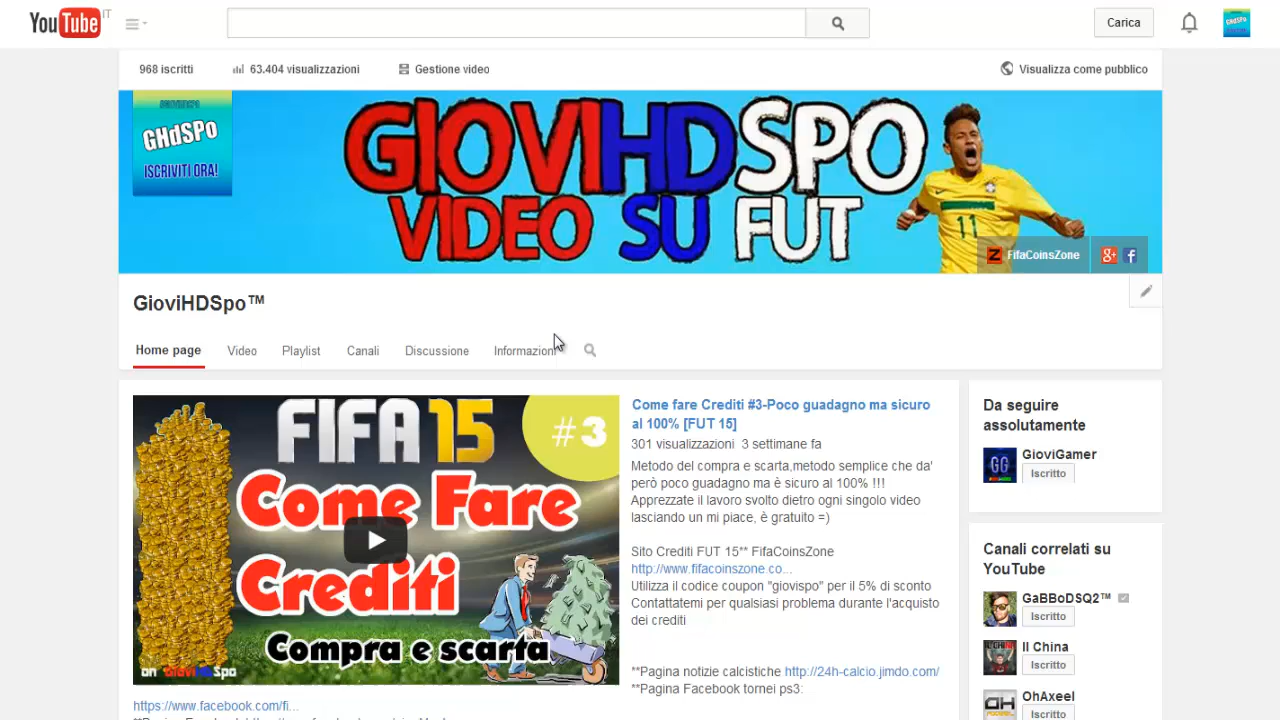 YouTube IT
Carica
GHdSPo
968 iscritti
63.404 visualizzazioni
Gestione video
Visualizza come pubblico
GHdSPo
ISCRIVITI ORA!
GIOVIHDSPO
VIDEO SU FUT
11
FifaCoinsZone
GioviHDSpo™
Home page
Video
Playlist
Canali
Discussione
Informazioni
FIFA 15
#3
Come Fare
Crediti
Compra e scarta
on GioviHdSpo
Come fare Crediti #3-Poco guadagno ma sicuro
al 100% [FUT 15]
301 visualizzazioni 3 settimane fa
Metodo del compra e scarta,metodo semplice che da'
però poco guadagno ma è sicuro al 100% !!!
Apprezzate il lavoro svolto dietro ogni singolo video
lasciando un mi piace, è gratuito =)
Sito Crediti FUT 15** FifaCoinsZone
http://www.fifacoinszone.co...
Utilizza il codice coupon "giovispo" per il 5% di sconto
Contattatemi per qualsiasi problema durante l'acquisto
dei crediti
**Pagina notizie calcistiche http://24h-calcio.jimdo.com/
**Pagina Facebook tornei ps3:
https://www.facebook.com/fi...
Da seguire
assolutamente
GG
GioviGamer
Iscritto
Canali correlati su
YouTube
GaBBoDSQ2™
Iscritto
Il China
Iscritto
OhAxeel
Iscritto